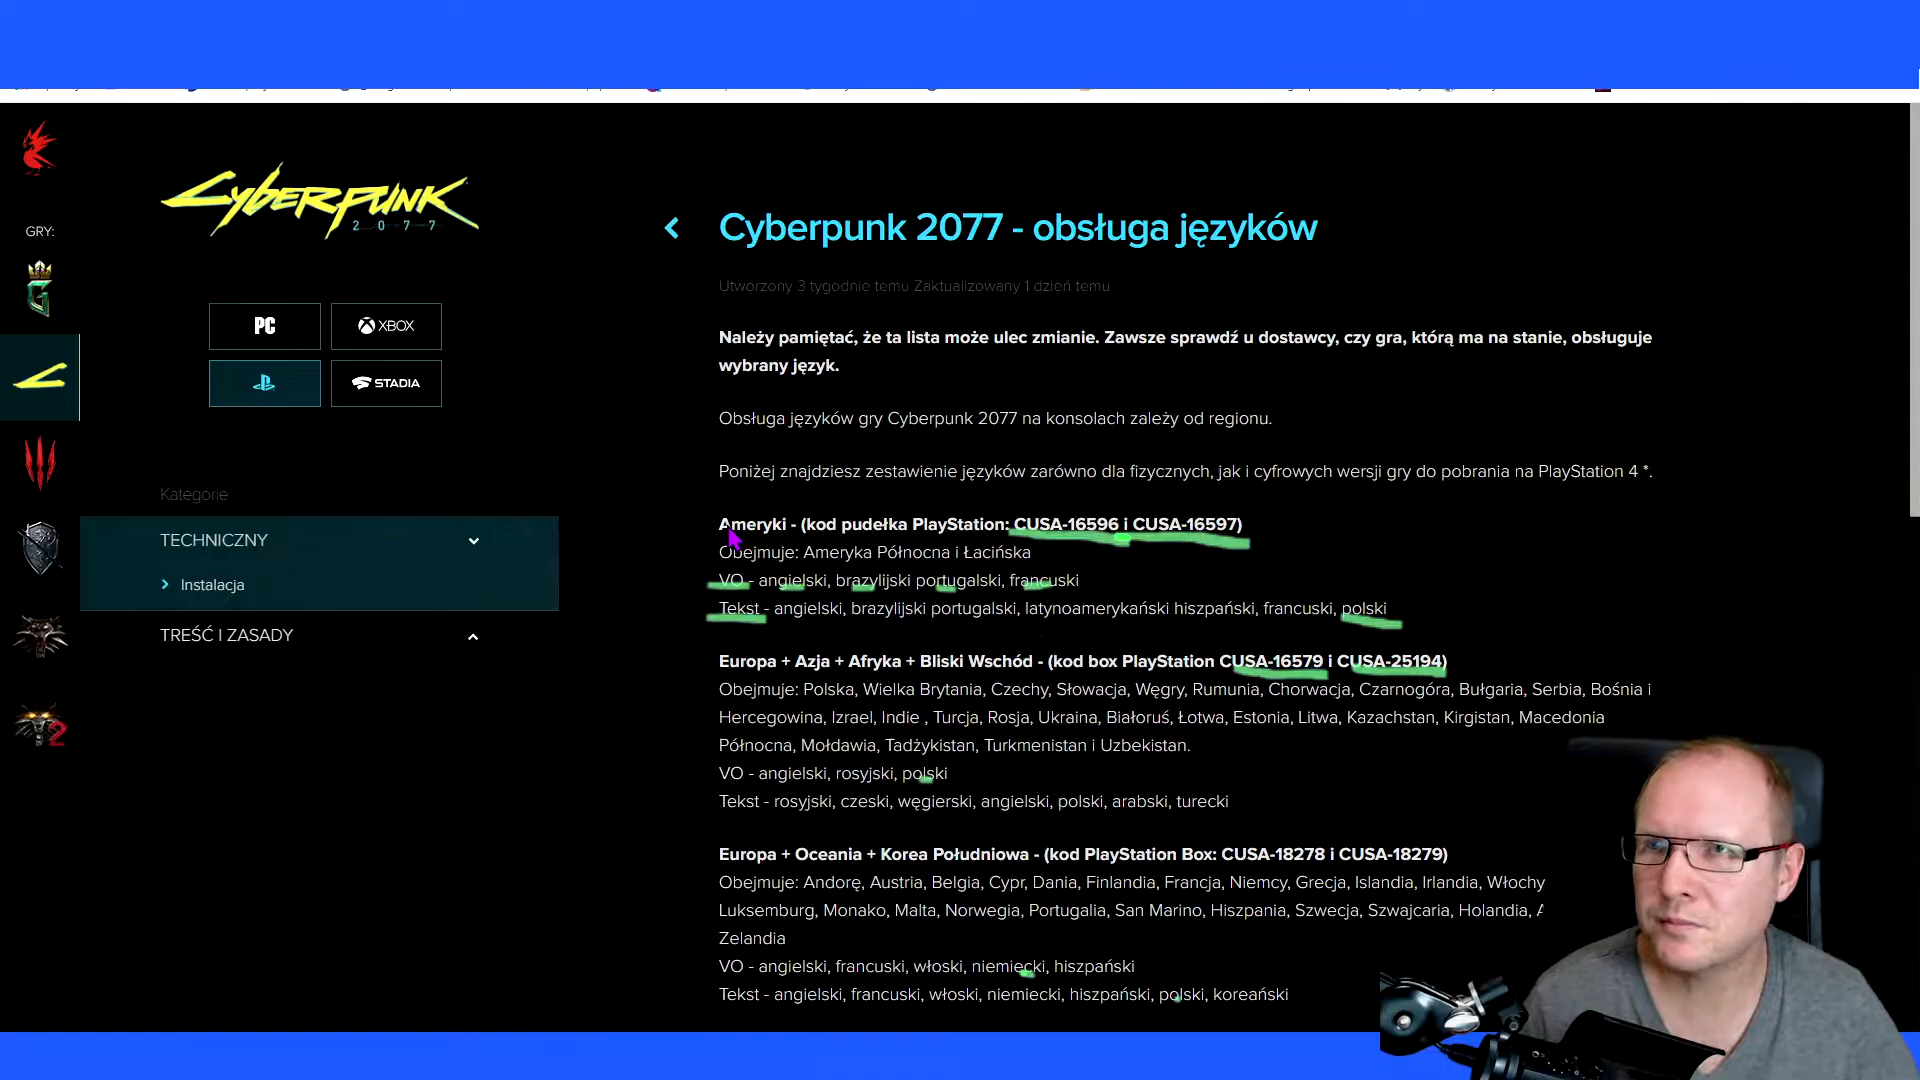 CYBERPUNK
2077
GRY:
PC
XBOX
STADIA
Kategorie
TECHNICZNY
Instalacja
TREŚĆ I ZASADY
2
Cyberpunk 2077 - obsługa języków
Utworzony 3 tygodnie temu Zaktualizowany 1 dzień temu
Należy pamiętać, że ta lista może ulec zmianie. Zawsze sprawdź u dostawcy, czy gra, którą ma na stanie, obsługuje
wybrany język.
Obsługa języków gry Cyberpunk 2077 na konsolach zależy od regionu.
Poniżej znajdziesz zestawienie języków zarówno dla fizycznych, jak i cyfrowych wersji gry do pobrania na PlayStation 4 *.
Ameryki - (kod pudełka PlayStation: CUSA-16596 i CUSA-16597)
Obejmuje: Ameryka Północna i Łacińska
VO - angielski, brazylijski portugalski, francuski
Tekst - angielski, brazylijski portugalski, latynoamerykański hiszpański, francuski, polski
Europa + Azja + Afryka + Bliski Wschód - (kod box PlayStation CUSA-16579 i CUSA-25194)
Obejmuje: Polska, Wielka Brytania, Czechy, Słowacja, Węgry, Rumunia, Chorwacja, Czarnogóra, Bułgaria, Serbia, Bośnia i
Hercegowina, Izrael, Indie , Turcja, Rosja, Ukraina, Białoruś, Łotwa, Estonia, Litwa, Kazachstan, Kirgistan, Macedonia
Północna, Mołdawia, Tadżykistan, Turkmenistan i Uzbekistan.
VO - angielski, rosyjski, polski
Tekst - rosyjski, czeski, węgierski, angielski, polski, arabski, turecki
Europa + Oceania + Korea Południowa - (kod PlayStation Box: CUSA-18278 i CUSA-18279)
Obejmuje: Andorę, Austria, Belgia, Cypr, Dania, Finlandia, Francja, Niemcy, Grecja, Islandia, Irlandia, Włochy
Luksemburg, Monako, Malta, Norwegia, Portugalia, San Marino, Hiszpania, Szwecja, Szwajcaria, Holandia,
Zelandia
VO - angielski, francuski, włoski, niemiecki, hiszpański
Tekst - angielski, francuski, włoski, niemiecki, hiszpański, polski, koreański